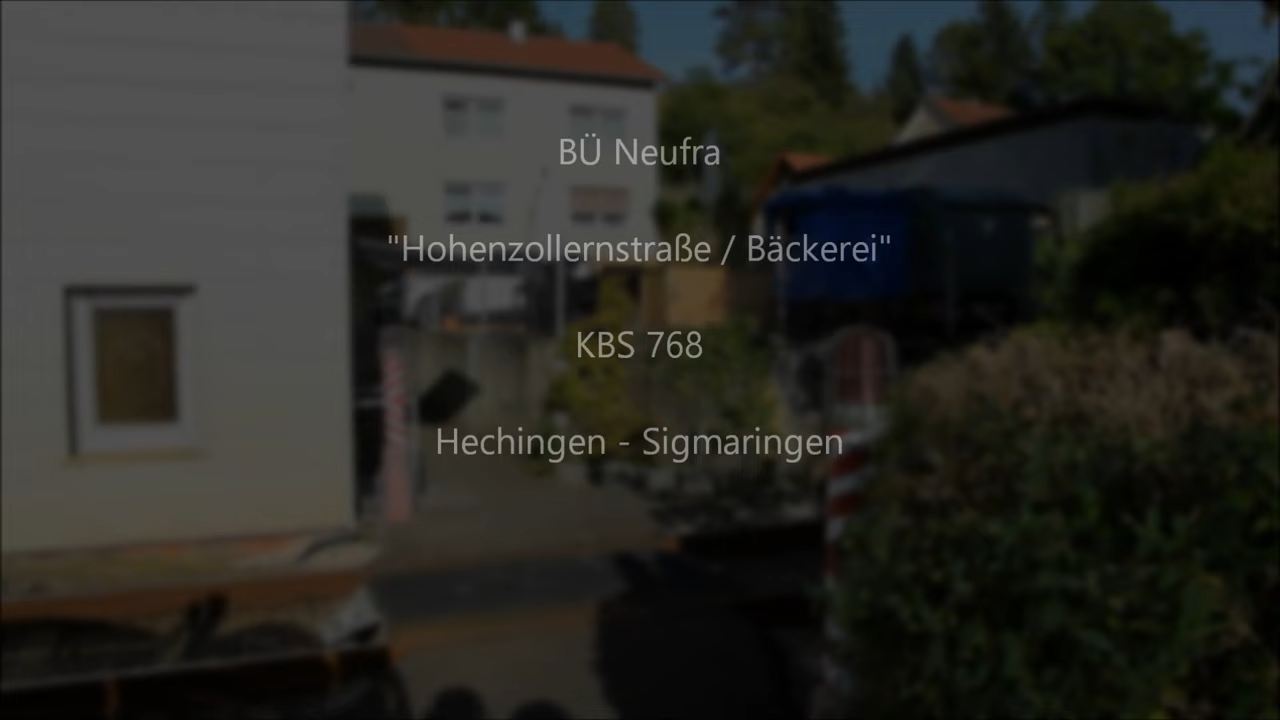 BÜ Neufra
"Hohenzollernstraße / Bäckerei"
KBS 768
Hechingen - Sigmaringen